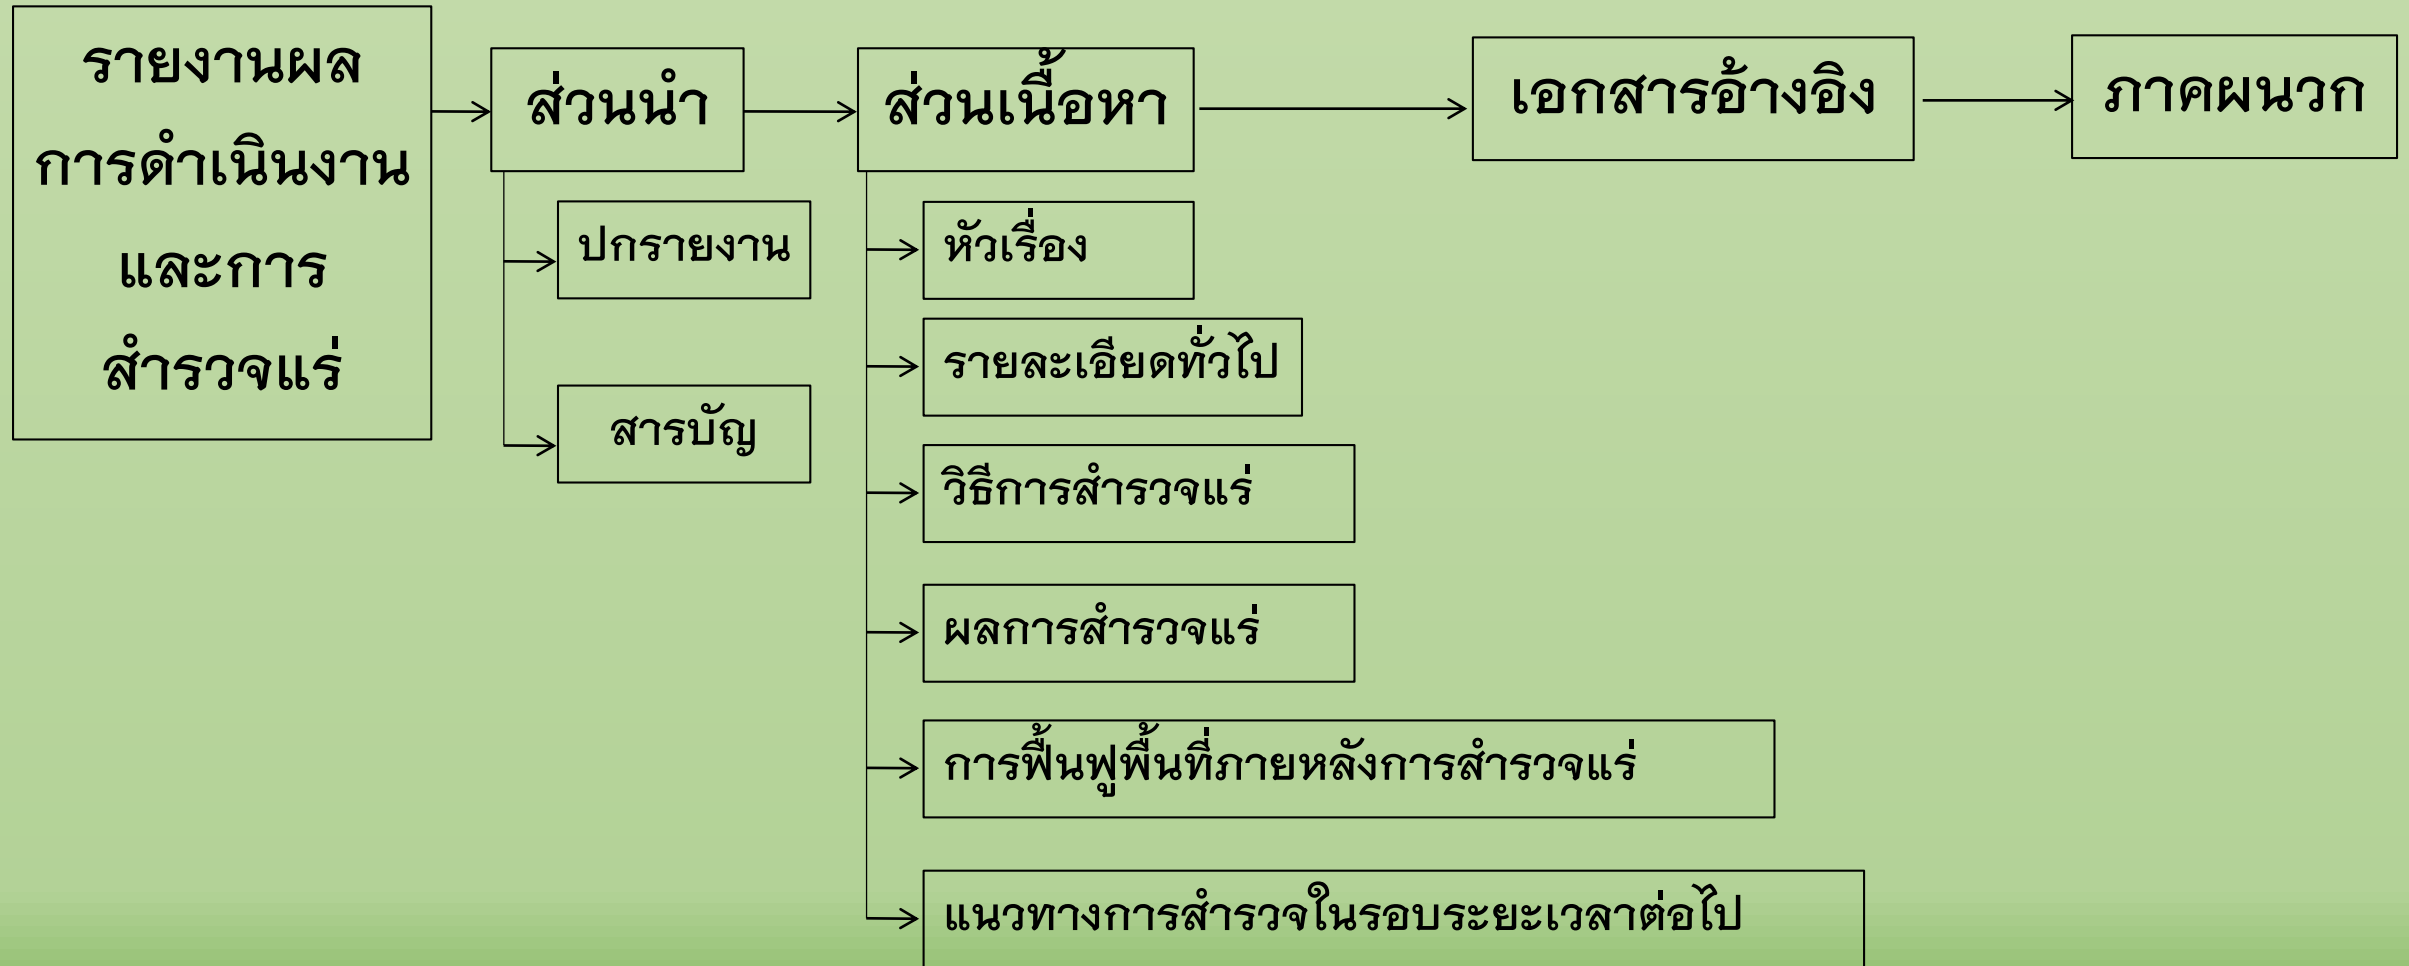 รายงานผล
การดำเนินงาน
และการ
สำรวจแร่
ส่วนนำ
ปกรายงาน
สารบัญ
ส่วนเนื้อหา
หัวเรื่อง
รายละเอียดทั่วไป
วิธีการสำรวจแร่
ผลการสำรวจแร่
การฟื้นฟูพื้นที่ภายหลังการสำรวจแร่
แนวทางการสำรวจในรอบระยะเวลาต่อไป
เอกสารอ้างอิง
ภาคผนวก